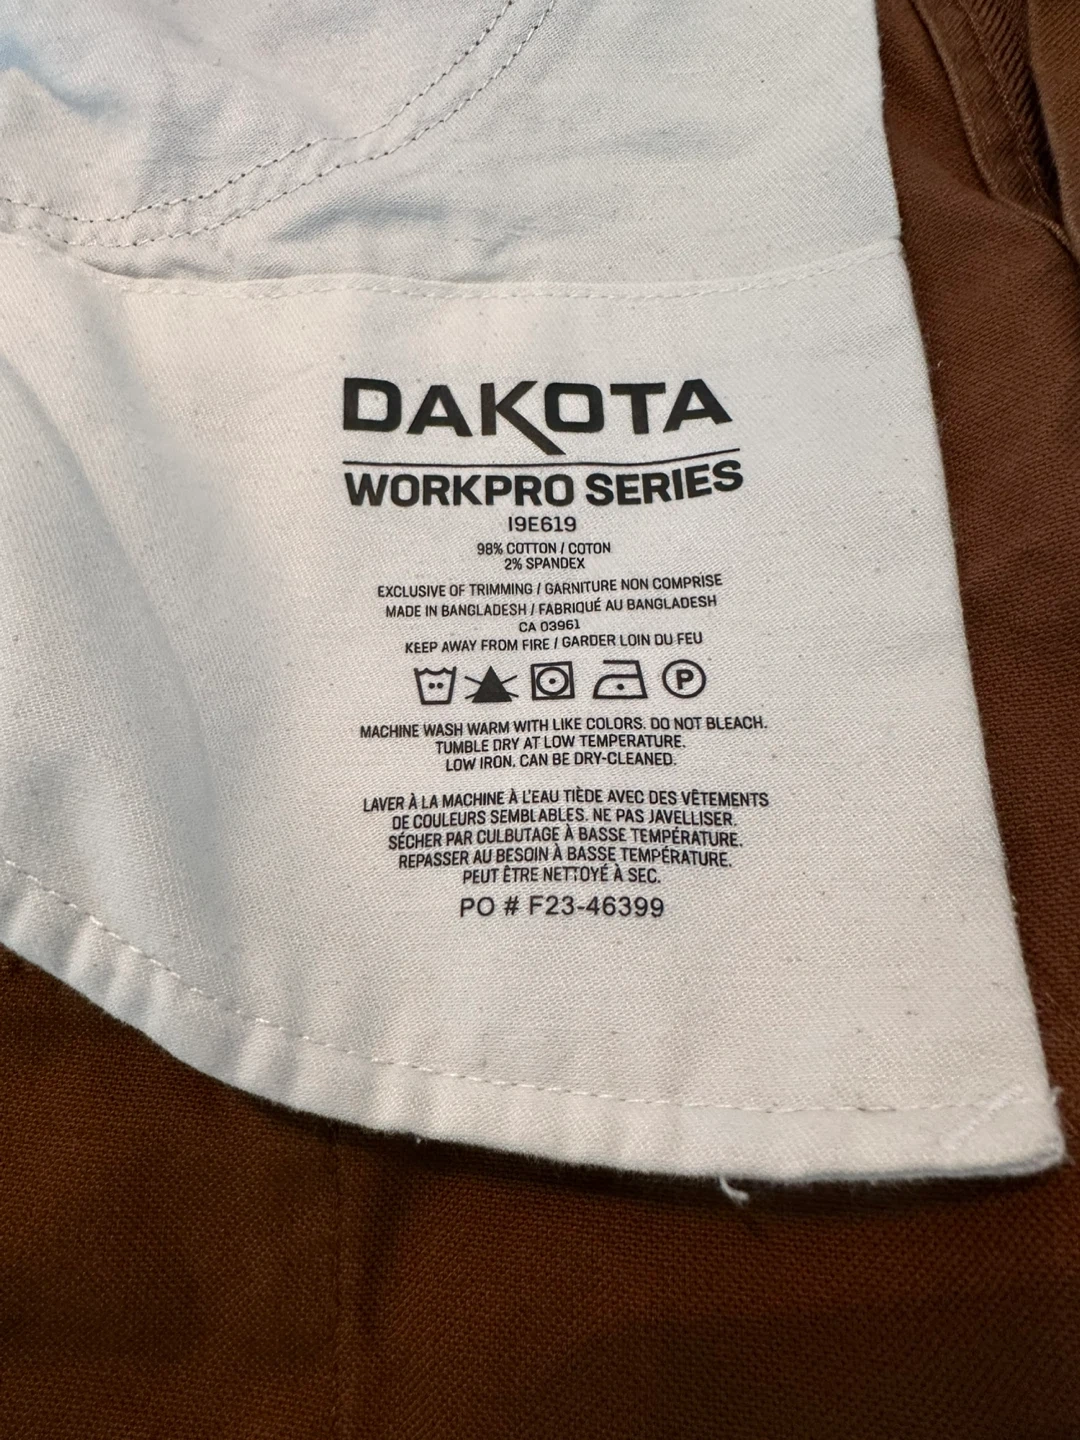 DAKOTA
WORKPRO SERIES
I9E619
98% COTTON / COTON
2% SPANDEX
EXCLUSIVE OF TRIMMING / GARNITURE NON COMPRISE
MADE IN BANGLADESH / FABRIQUÉ AU BANGLADESH
CA 03961
KEEP AWAY FROM FIRE / GARDER LOIN DU FEU
P
MACHINE WASH WARM WITH LIKE COLORS. DO NOT BLEACH.
TUMBLE DRY AT LOW TEMPERATURE.
LOW IRON. CAN BE DRY-CLEANED.
LAVER À LA MACHINE À L'EAU TIÈDE AVEC DES VÊTEMENTS
DE COULEURS SEMBLABLES. NE PAS JAVELLISER.
SÉCHER PAR CULBUTAGE À BASSE TEMPÉRATURE.
REPASSER AU BESOIN À BASSE TEMPÉRATURE.
PEUT ÊTRE NETTOYÉ À SEC.
PO # F23-46399